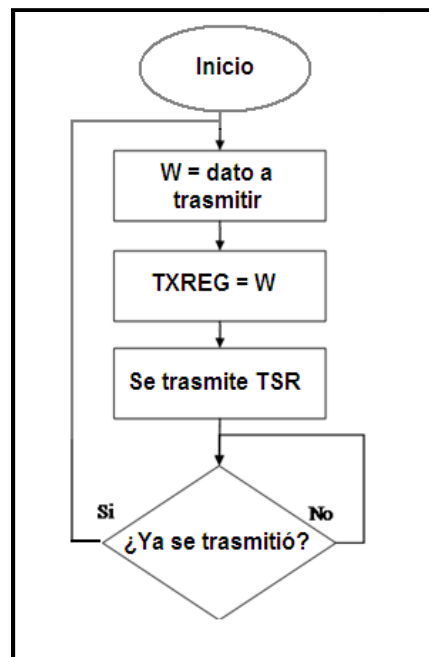 Inicio
W = dato a
trasmitir
TXREG = W
Se trasmite TSR
Si
No
¿Ya se trasmitió?